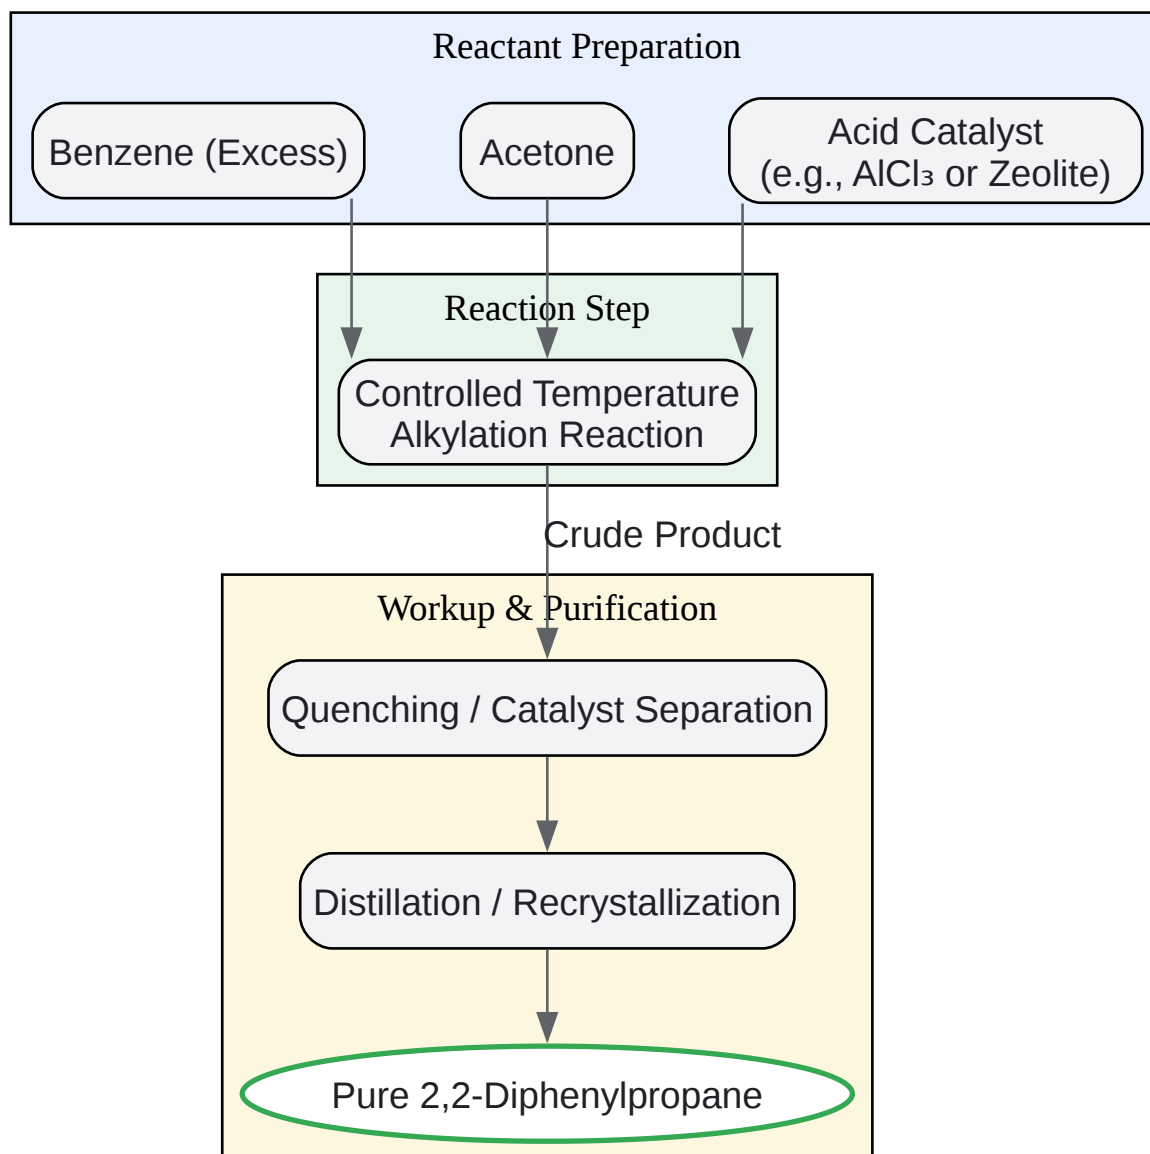 Reactant Preparation
Benzene (Excess)
Acetone
Acid Catalyst
(e.g., AlCl₃ or Zeolite)
Reaction Step
Controlled Temperature
Alkylation Reaction
Crude Product
Workup & Purification
Quenching / Catalyst Separation
Distillation / Recrystallization
Pure 2,2-Diphenylpropane